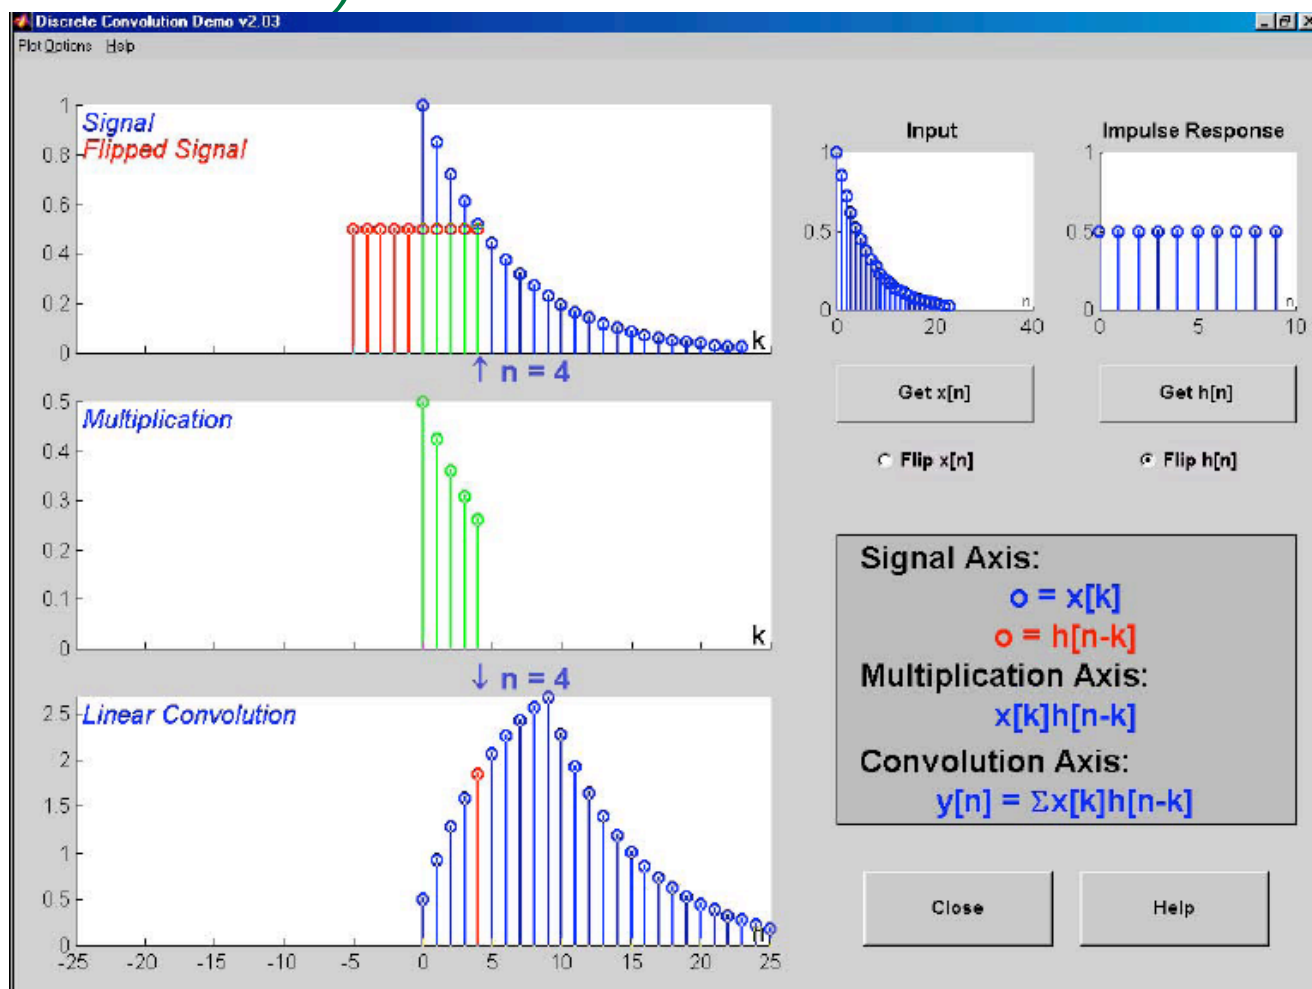 Discrete Convolution Demo v2.03
Plot Options Help
Signal
Flipped Signal
1
0.8
0.6
0.4
0.2
0
k
↑ n = 4
Multiplication
0.5
0.4
0.3
0.2
0.1
0
k
↓ n = 4
Linear Convolution
2.5
2
1.5
1
0.5
0
n
-25 -20 -15 -10 -5 0 5 10 15 20 25
Input
1
0.5
0
n
0 20 40
Impulse Response
1
0.5
0
n
0 5 10
Get x[n]
Get h[n]
Flip x[n]
Flip h[n]
Signal Axis:
o = x[k]
o = h[n-k]
Multiplication Axis:
x[k]h[n-k]
Convolution Axis:
y[n] = Σx[k]h[n-k]
Close
Help